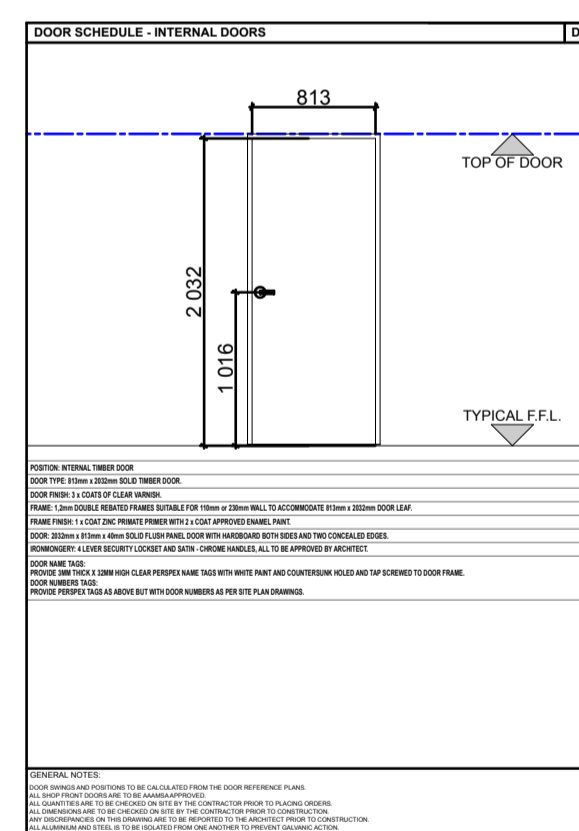 DOOR SCHEDULE - INTERNAL DOORS
D
813
TOP OF DOOR
2 032
1 016
TYPICAL F.F.L.
POSITION: INTERNAL TIMBER DOOR
DOOR TYPE: 813mm x 2032mm SOLID TIMBER DOOR.
DOOR FINISH: 3 x COATS OF CLEAR VARNISH.
FRAME: 1,2mm DOUBLE REBATED FRAMES SUITABLE FOR 110mm or 230mm WALL TO ACCOMMODATE 813mm x 2032mm DOOR LEAF.
FRAME FINISH: 1 x COAT ZINC PRIMATE PRIMER WITH 2 x COAT APPROVED ENAMEL PAINT.
DOOR: 2032mm x 813mm x 40mm SOLID FLUSH PANEL DOOR WITH HARDBOARD BOTH SIDES AND TWO CONCEALED EDGES.
IRONMONGERY: 4 LEVER SECURITY LOCKSET AND SATIN - CHROME HANDLES, ALL TO BE APPROVED BY ARCHITECT.
DOOR NAME TAGS:
PROVIDE 3MM THICK X 32MM HIGH CLEAR PERSPEX NAME TAGS WITH WHITE PAINT AND COUNTERSUNK HOLED AND TAP SCREWED TO DOOR FRAME.
DOOR NUMBERS TAGS:
PROVIDE PERSPEX TAGS AS ABOVE BUT WITH DOOR NUMBERS AS PER SITE PLAN DRAWINGS.
GENERAL NOTES:
DOOR SWINGS AND POSITIONS TO BE CALCULATED FROM THE DOOR REFERENCE PLANS.
ALL SHOP FRONT DOORS ARE TO BE AAAMSA APPROVED.
ALL QUANTITIES ARE TO BE CHECKED ON SITE BY THE CONTRACTOR PRIOR TO PLACING ORDERS.
ALL DIMENSIONS ARE TO BE CHECKED ON SITE BY THE CONTRACTOR PRIOR TO CONSTRUCTION.
ANY DISCREPANCIES ON THIS DRAWING ARE TO BE REPORTED TO THE ARCHITECT PRIOR TO CONSTRUCTION.
ALL ALUMINIUM AND STEEL IS TO BE ISOLATED FROM ONE ANOTHER TO PREVENT GALVANIC ACTION.